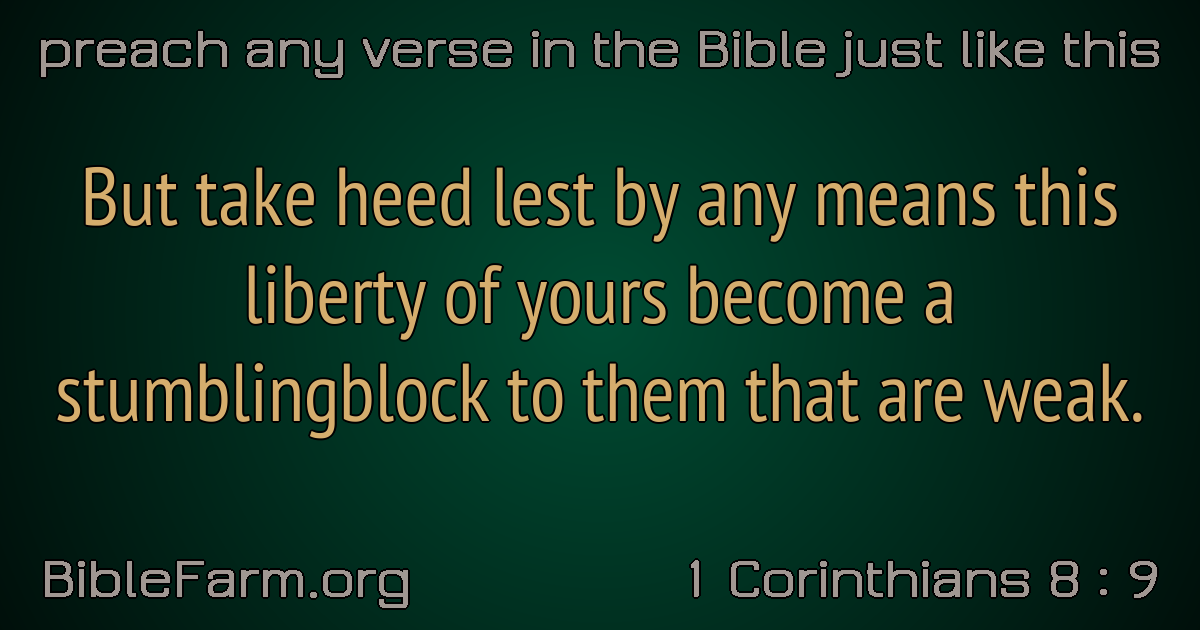 preach any verse in the Bible just like this
But take heed lest by any means this
liberty of yours become a
stumblingblock to them that are weak.
BibleFarm.org
1 Corinthians 8 : 9